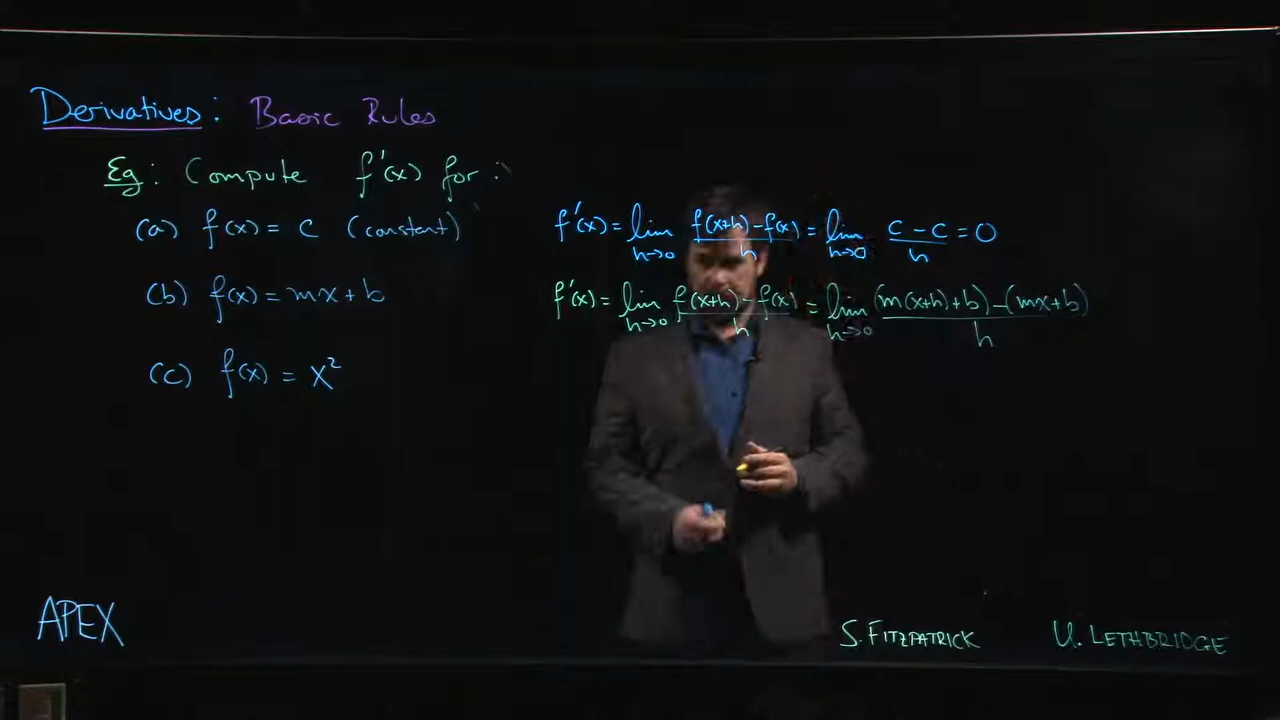 Derivatives: Basic Rules
Eg: Compute f'(x) for:
(a) f(x) = c (constant)
f'(x) = lim h→0 f(x+h) - f(x) / h = lim h→0 c - c / h = 0
(b) f(x) = mx + b
f'(x) = lim h→0 f(x+h) - f(x) / h = lim h→0 (m(x+h) + b) - (mx + b) / h
(c) f(x) = x²
APEX
S. FITZPATRICK
U. LETHBRIDGE